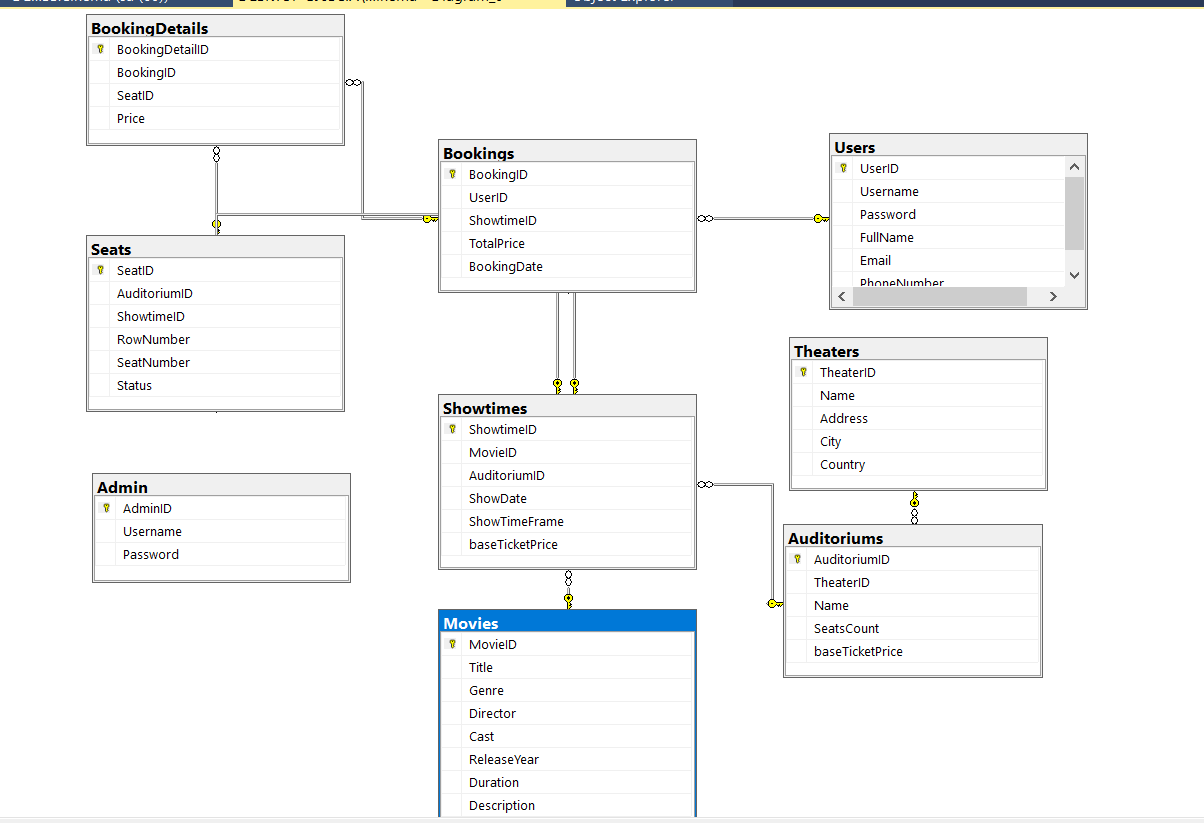 BookingDetails
BookingDetailID
BookingID
SeatID
Price
Bookings
BookingID
UserID
ShowtimeID
TotalPrice
BookingDate
Users
UserID
Username
Password
FullName
Email
PhoneNumber
Seats
SeatID
AuditoriumID
ShowtimeID
RowNumber
SeatNumber
Status
Theaters
TheaterID
Name
Address
City
Country
Showtimes
ShowtimeID
MovieID
AuditoriumID
ShowDate
ShowTimeFrame
baseTicketPrice
Admin
AdminID
Username
Password
Auditoriums
AuditoriumID
TheaterID
Name
SeatsCount
baseTicketPrice
Movies
MovieID
Title
Genre
Director
Cast
ReleaseYear
Duration
Description